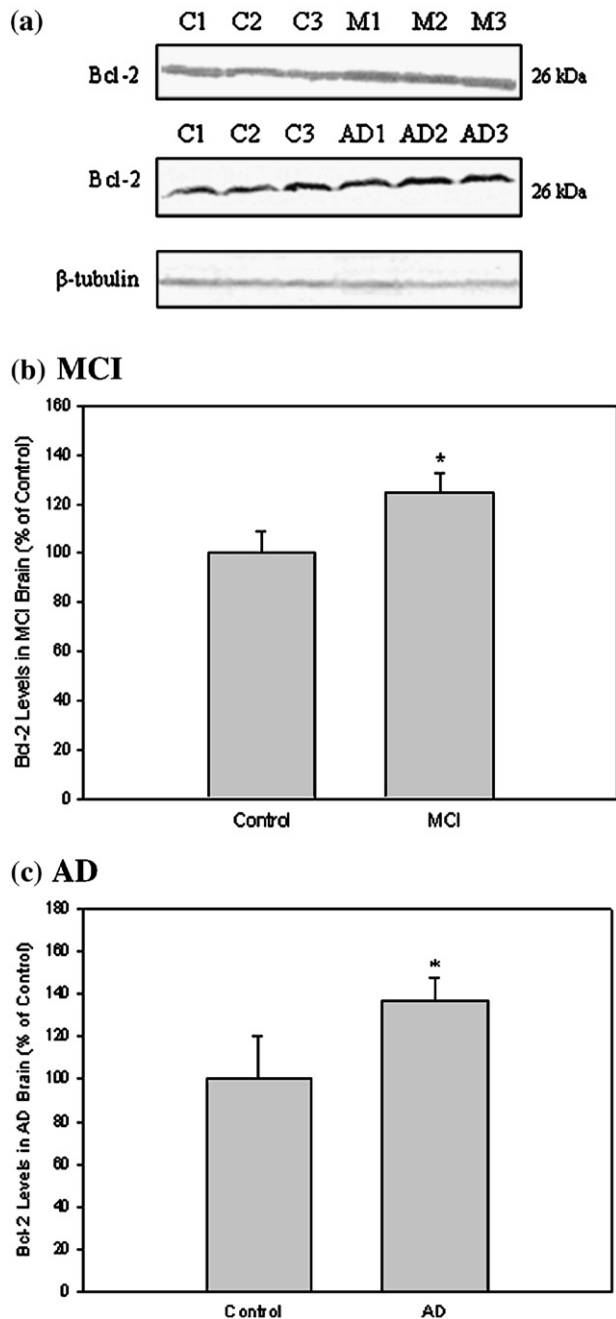 (a)
C1 C2 C3 M1 M2 M3
Bcl-2 26 kDa
C1 C2 C3 AD1 AD2 AD3
Bcl-2 26 kDa
β-tubulin
(b) MCI
Bcl-2 Levels in MCI Brain (% of Control)
160
140
120
100
80
60
40
20
0
*
Control MCI
(c) AD
Bcl-2 Levels in AD Brain (% of Control)
180
160
140
120
100
80
60
40
20
0
*
Control AD